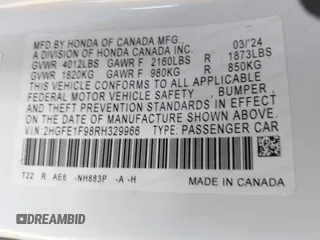 MFD BY HONDA OF CANADA MFG.,
A DIVISION OF HONDA CANADA INC. 03/24
GVWR 4012LBS GAWR F 2160LBS R 1873LBS
GVWR 1820KG GAWR F 980KG R 850KG
THIS VEHICLE CONFORMS TO ALL APPLICABLE
FEDERAL MOTOR VEHICLE SAFETY, BUMPER,
AND THEFT PREVENTION STANDARDS IN EFFECT
ON THE DATE OF MANUFACTURE SHOWN ABOVE.
V.I.N:2HGFE1F98RH329966 TYPE: PASSENGER CAR
T22 R AE6 -NH883P -A -H
MADE IN CANADA
DREAMBID